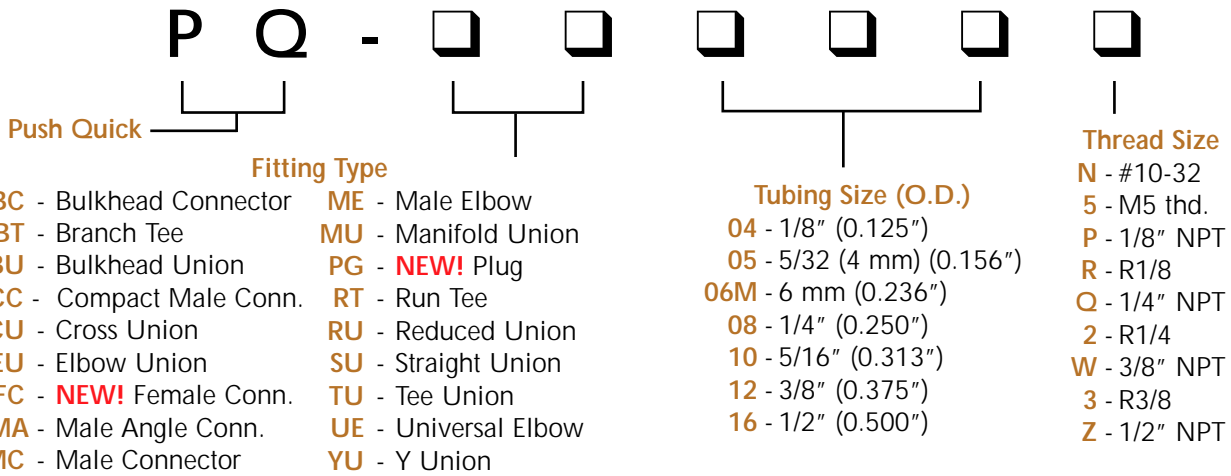 PQ-
Push Quick
Fitting Type
BC - Bulkhead Connector
BT - Branch Tee
BU - Bulkhead Union
CC - Compact Male Conn.
CU - Cross Union
EU - Elbow Union
FC - NEW! Female Conn.
MA - Male Angle Conn.
MC - Male Connector
ME - Male Elbow
MU - Manifold Union
PG - NEW! Plug
RT - Run Tee
RU - Reduced Union
SU - Straight Union
TU - Tee Union
UE - Universal Elbow
YU - Y Union
Tubing Size (O.D.)
04 - 1/8" (0.125")
05 - 5/32 (4 mm) (0.156")
06M - 6 mm (0.236")
08 - 1/4" (0.250")
10 - 5/16" (0.313")
12 - 3/8" (0.375")
16 - 1/2" (0.500")
Thread Size
N - #10-32
5 - M5 thd.
P - 1/8" NPT
R - R1/8
Q - 1/4" NPT
2 - R1/4
W - 3/8" NPT
3 - R3/8
Z - 1/2" NPT